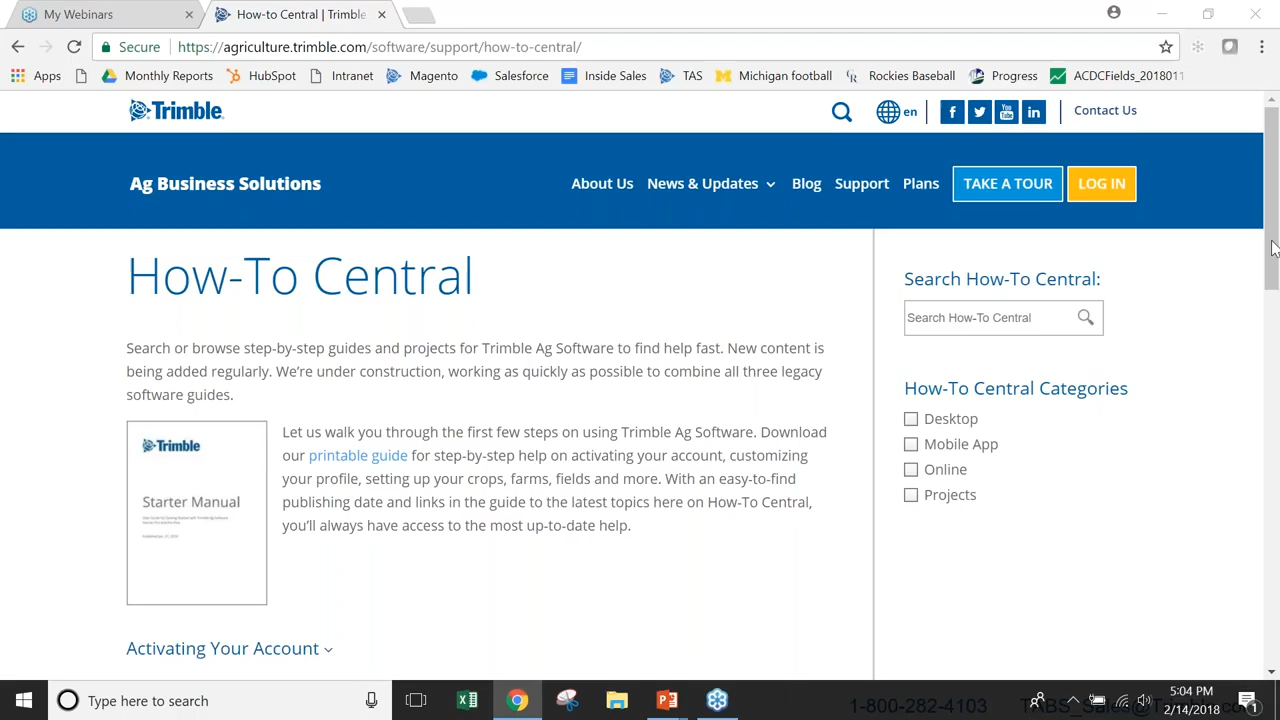 My Webinars
How-to Central | Trimble
Secure https://agriculture.trimble.com/software/support/how-to-central/
Apps Monthly Reports HubSpot Intranet Magento Salesforce Inside Sales TAS Michigan football Rockies Baseball Progress ACDCFields_2018011
Trimble
en
Contact Us
Ag Business Solutions
About Us News & Updates Blog Support Plans TAKE A TOUR LOG IN
How-To Central
Search or browse step-by-step guides and projects for Trimble Ag Software to find help fast. New content is
being added regularly. We're under construction, working as quickly as possible to combine all three legacy
software guides.
Trimble
Starter Manual
Let us walk you through the first few steps on using Trimble Ag Software. Download
our printable guide for step-by-step help on activating your account, customizing
your profile, setting up your crops, farms, fields and more. With an easy-to-find
publishing date and links in the guide to the latest topics here on How-To Central,
you'll always have access to the most up-to-date help.
Activating Your Account
Search How-To Central:
Search How-To Central
How-To Central Categories
Desktop
Mobile App
Online
Projects
Type here to search
1-800-282-4103
5:04 PM
2/14/2018